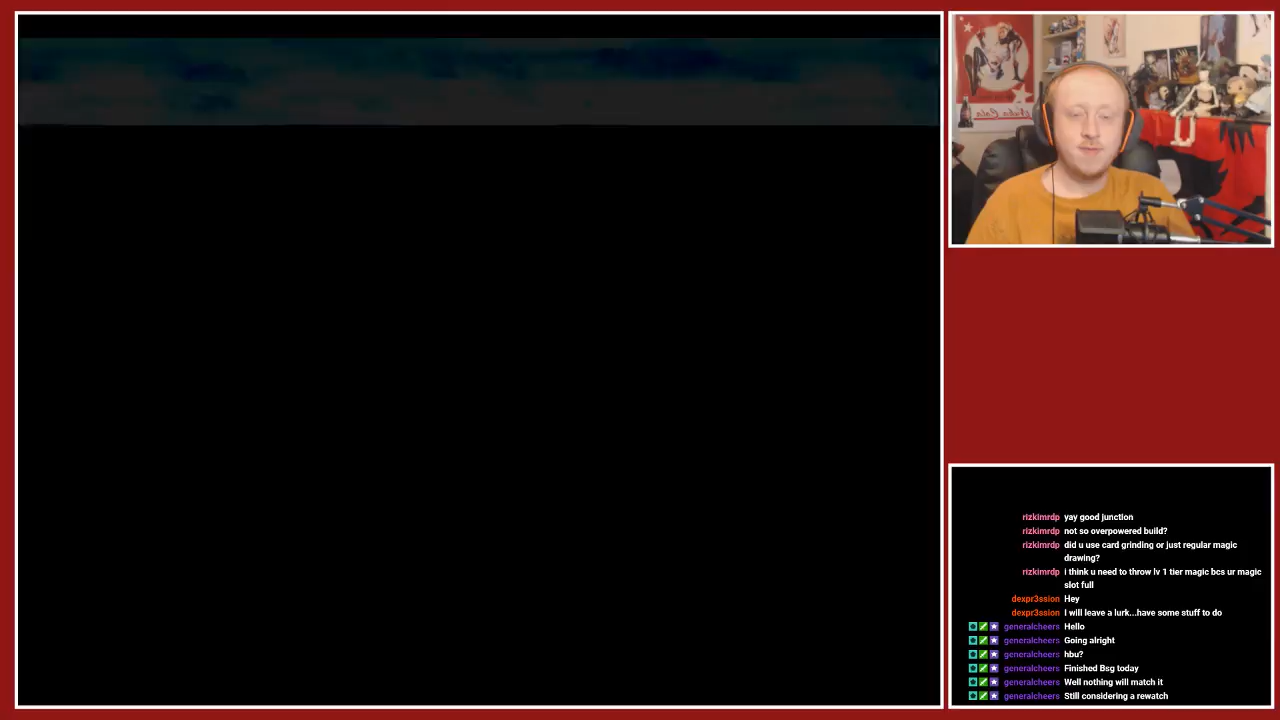 rizkimrdp yay good junction
rizkimrdp not so overpowered build?
rizkimrdp did u use card grinding or just regular magic
drawing?
rizkimrdp i think u need to throw lv 1 tier magic bcs ur magic
slot full
dexpr3ssion Hey
dexpr3ssion I will leave a lurk...have some stuff to do
generalcheers Hello
generalcheers Going alright
generalcheers hbu?
generalcheers Finished Bsg today
generalcheers Well nothing will match it
generalcheers Still considering a rewatch